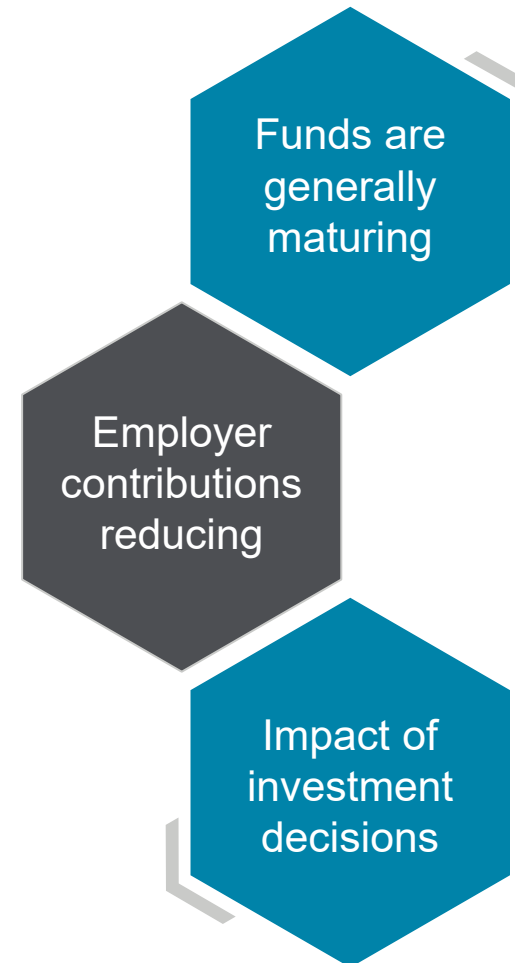 Funds are
generally
maturing
Employer
contributions
reducing
Impact of
investment
decisions